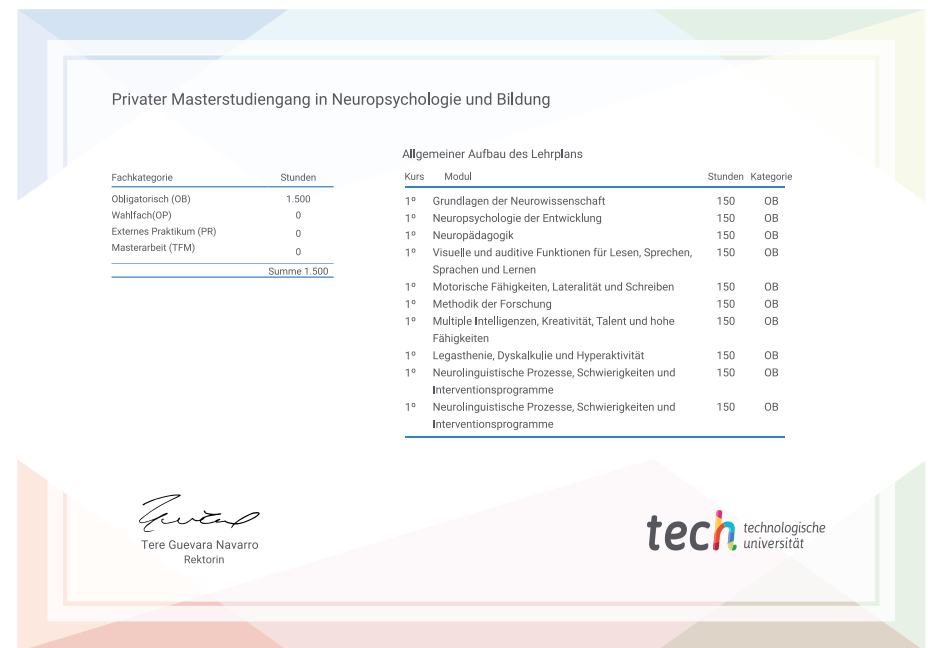 Privater Masterstudiengang in Neuropsychologie und Bildung
Fachkategorie Stunden
Obligatorisch (OB) 1.500
Wahlfach(OP) 0
Externes Praktikum (PR) 0
Masterarbeit (TFM) 0
Summe 1.500
Allgemeiner Aufbau des Lehrplans
Kurs Modul Stunden Kategorie
1º Grundlagen der Neurowissenschaft 150 OB
1º Neuropsychologie der Entwicklung 150 OB
1º Neuropädagogik 150 OB
1º Visuelle und auditive Funktionen für Lesen, Sprechen, 150 OB
Sprachen und Lernen
1º Motorische Fähigkeiten, Lateralität und Schreiben 150 OB
1º Methodik der Forschung 150 OB
1º Multiple Intelligenzen, Kreativität, Talent und hohe 150 OB
Fähigkeiten
1º Legasthenie, Dyskalkulie und Hyperaktivität 150 OB
1º Neurolinguistische Prozesse, Schwierigkeiten und 150 OB
Interventionsprogramme
1º Neurolinguistische Prozesse, Schwierigkeiten und 150 OB
Interventionsprogramme
Tere Guevara Navarro
Rektorin
tech technologische
universität